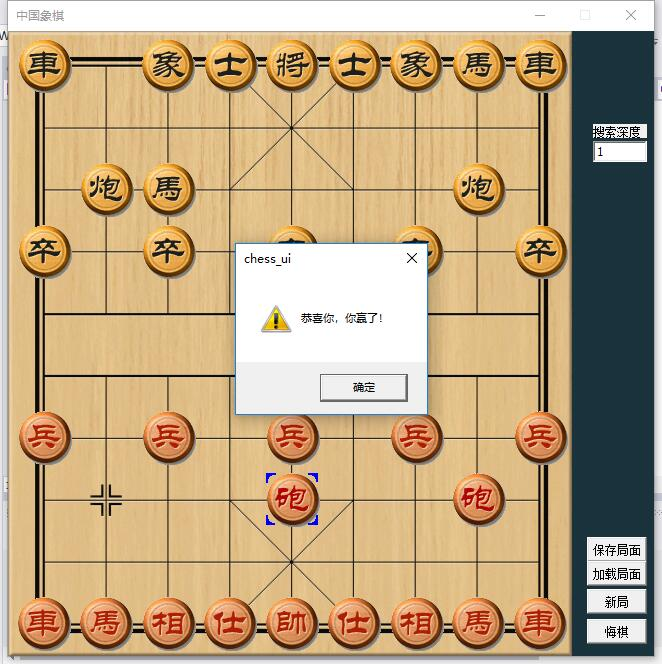 中国象棋
車 象 士 將 士 象 馬 車
搜索深度
1
炮 馬 炮
卒 卒 卒
chess_ui
恭喜你，你赢了！
确定
兵 兵 兵 兵 兵
砲 砲
保存局面
加载局面
新局
悔棋
車 馬 相 仕 帥 仕 相 馬 車